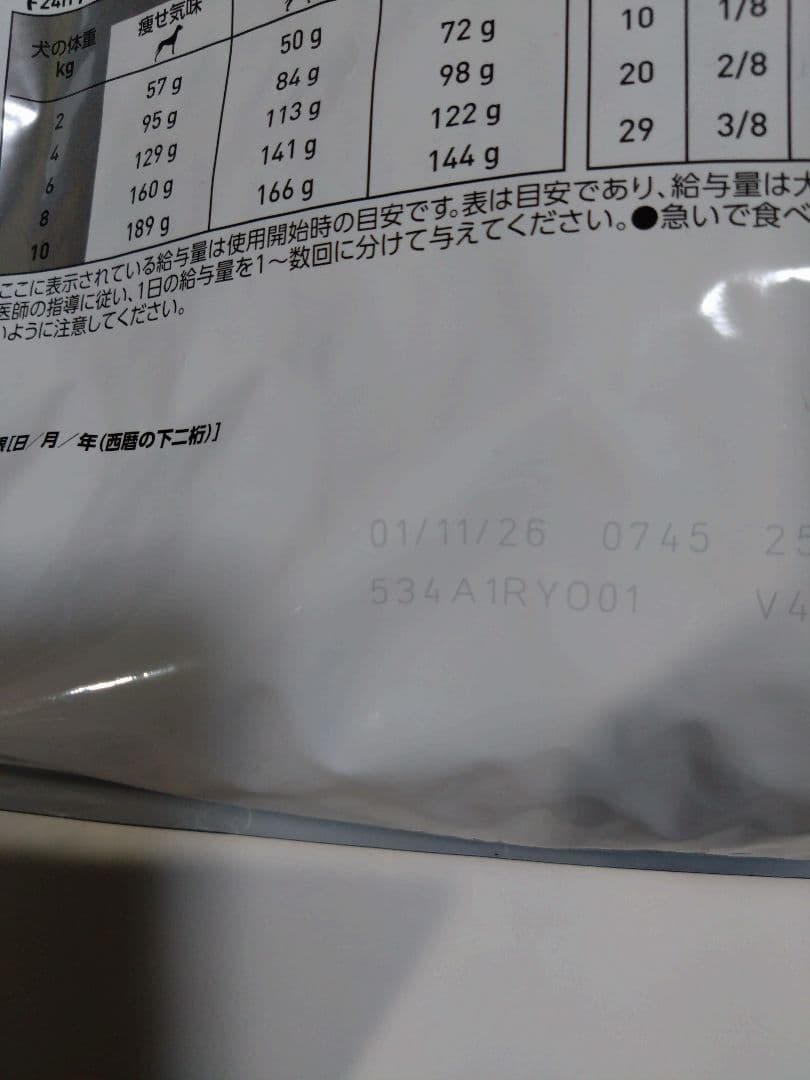 犬の体重 kg
痩せ気味
2 57 g 50 g
4 95 g 84 g 72 g
6 129 g 113 g 98 g
8 160 g 141 g 122 g
10 189 g 166 g 144 g
10 1/8
20 2/8
29 3/8
ここに表示されている給与量は使用開始時の目安です。表は目安であり、給与量は犬
医師の指導に従い、1日の給与量を1〜数回に分けて与えてください。●急いで食べ
いように注意してください。
限[日/月/年(西暦の下二桁)]
01/11/26 0745 25
534A1RYO01 V4